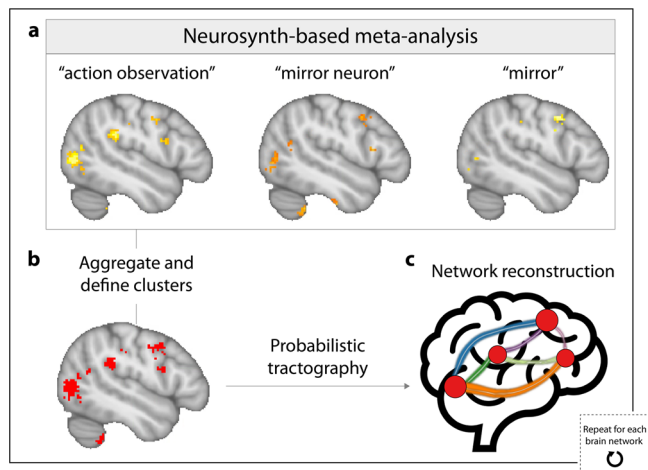 a
Neurosynth-based meta-analysis
“action observation”
“mirror neuron”
“mirror”
b
Aggregate and
define clusters
Probabilistic
tractography
c
Network reconstruction
Repeat for each
brain network